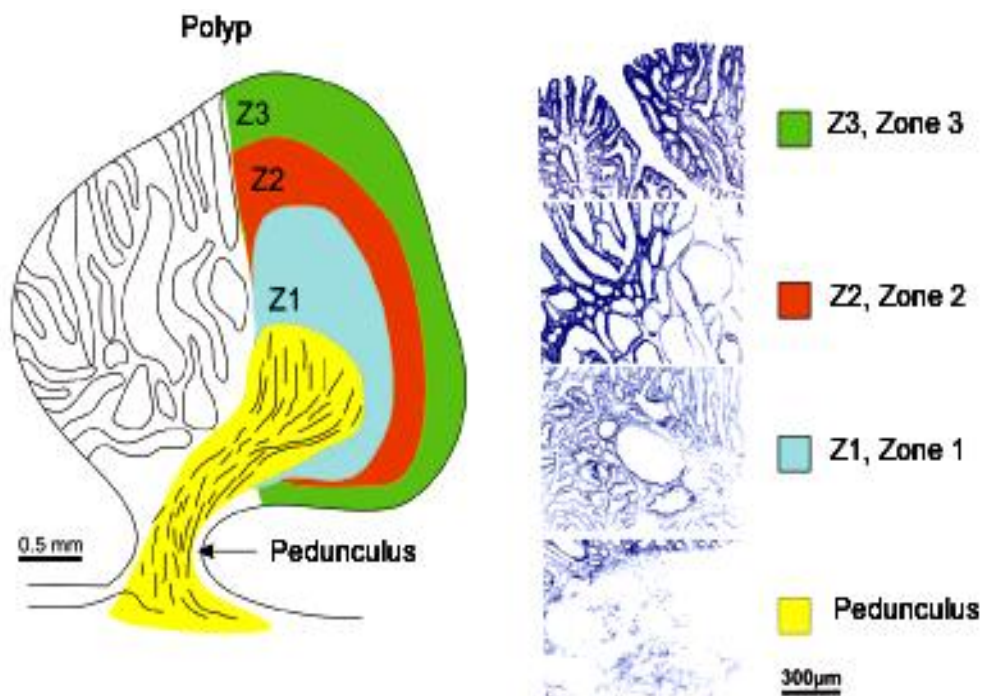 Polyp
Z3
Z2
Z1
Pedunculus
0.5 mm
Z3, Zone 3
Z2, Zone 2
Z1, Zone 1
Pedunculus
300µm